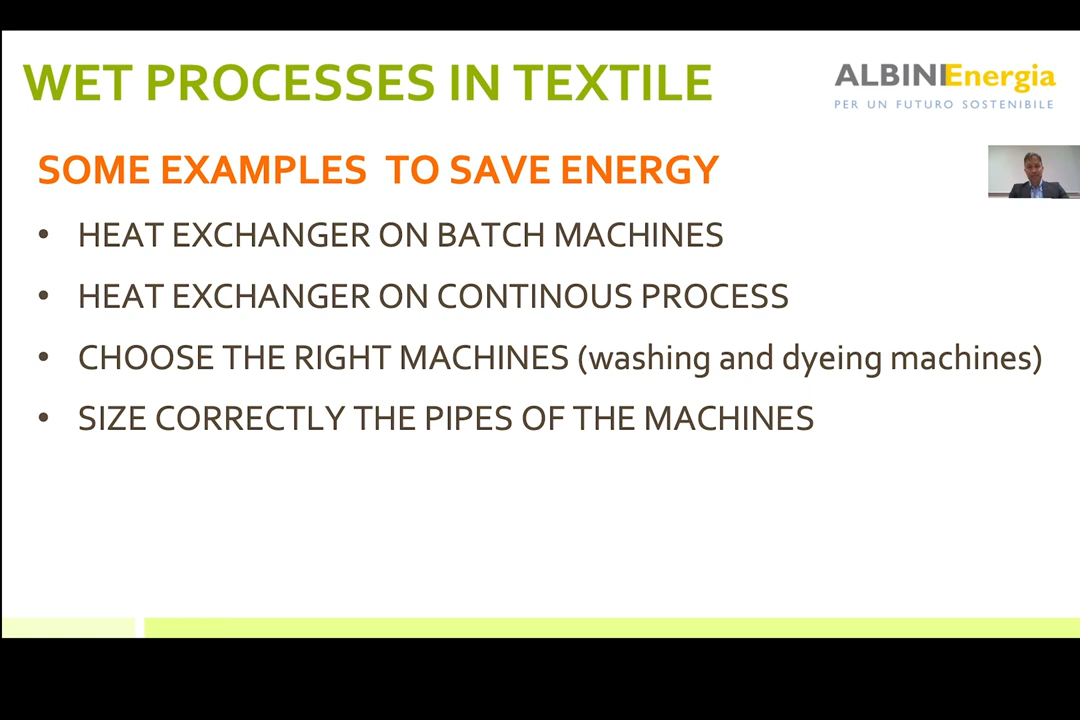 WET PROCESSES IN TEXTILE
ALBINIEnergia
PER UN FUTURO SOSTENIBILE
SOME EXAMPLES TO SAVE ENERGY
• HEAT EXCHANGER ON BATCH MACHINES
• HEAT EXCHANGER ON CONTINOUS PROCESS
• CHOOSE THE RIGHT MACHINES (washing and dyeing machines)
• SIZE CORRECTLY THE PIPES OF THE MACHINES